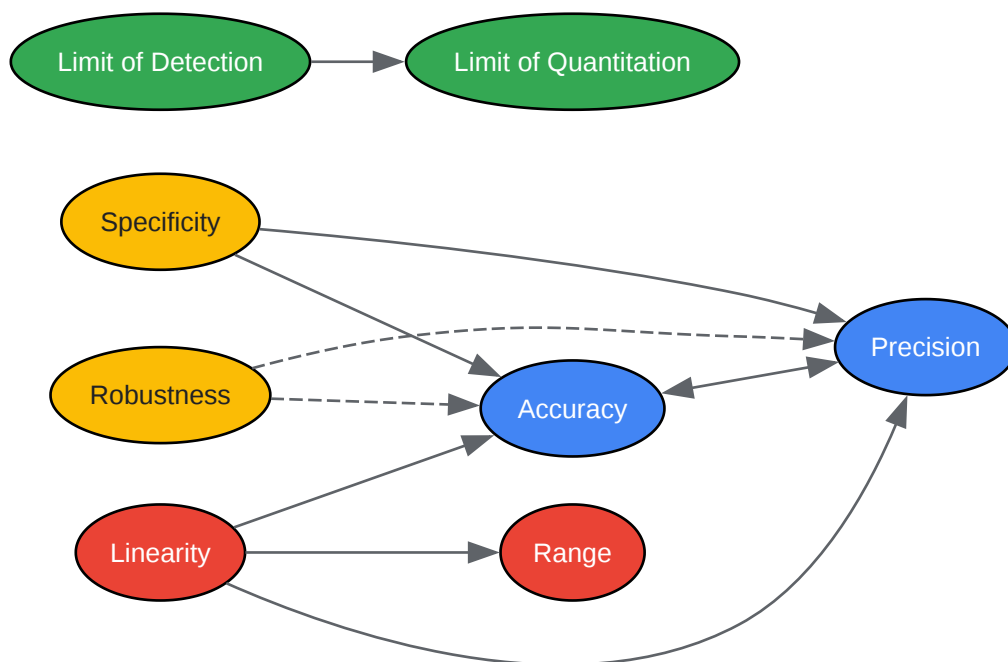 Limit of Detection
Limit of Quantitation
Specificity
Precision
Robustness
Accuracy
Linearity
Range